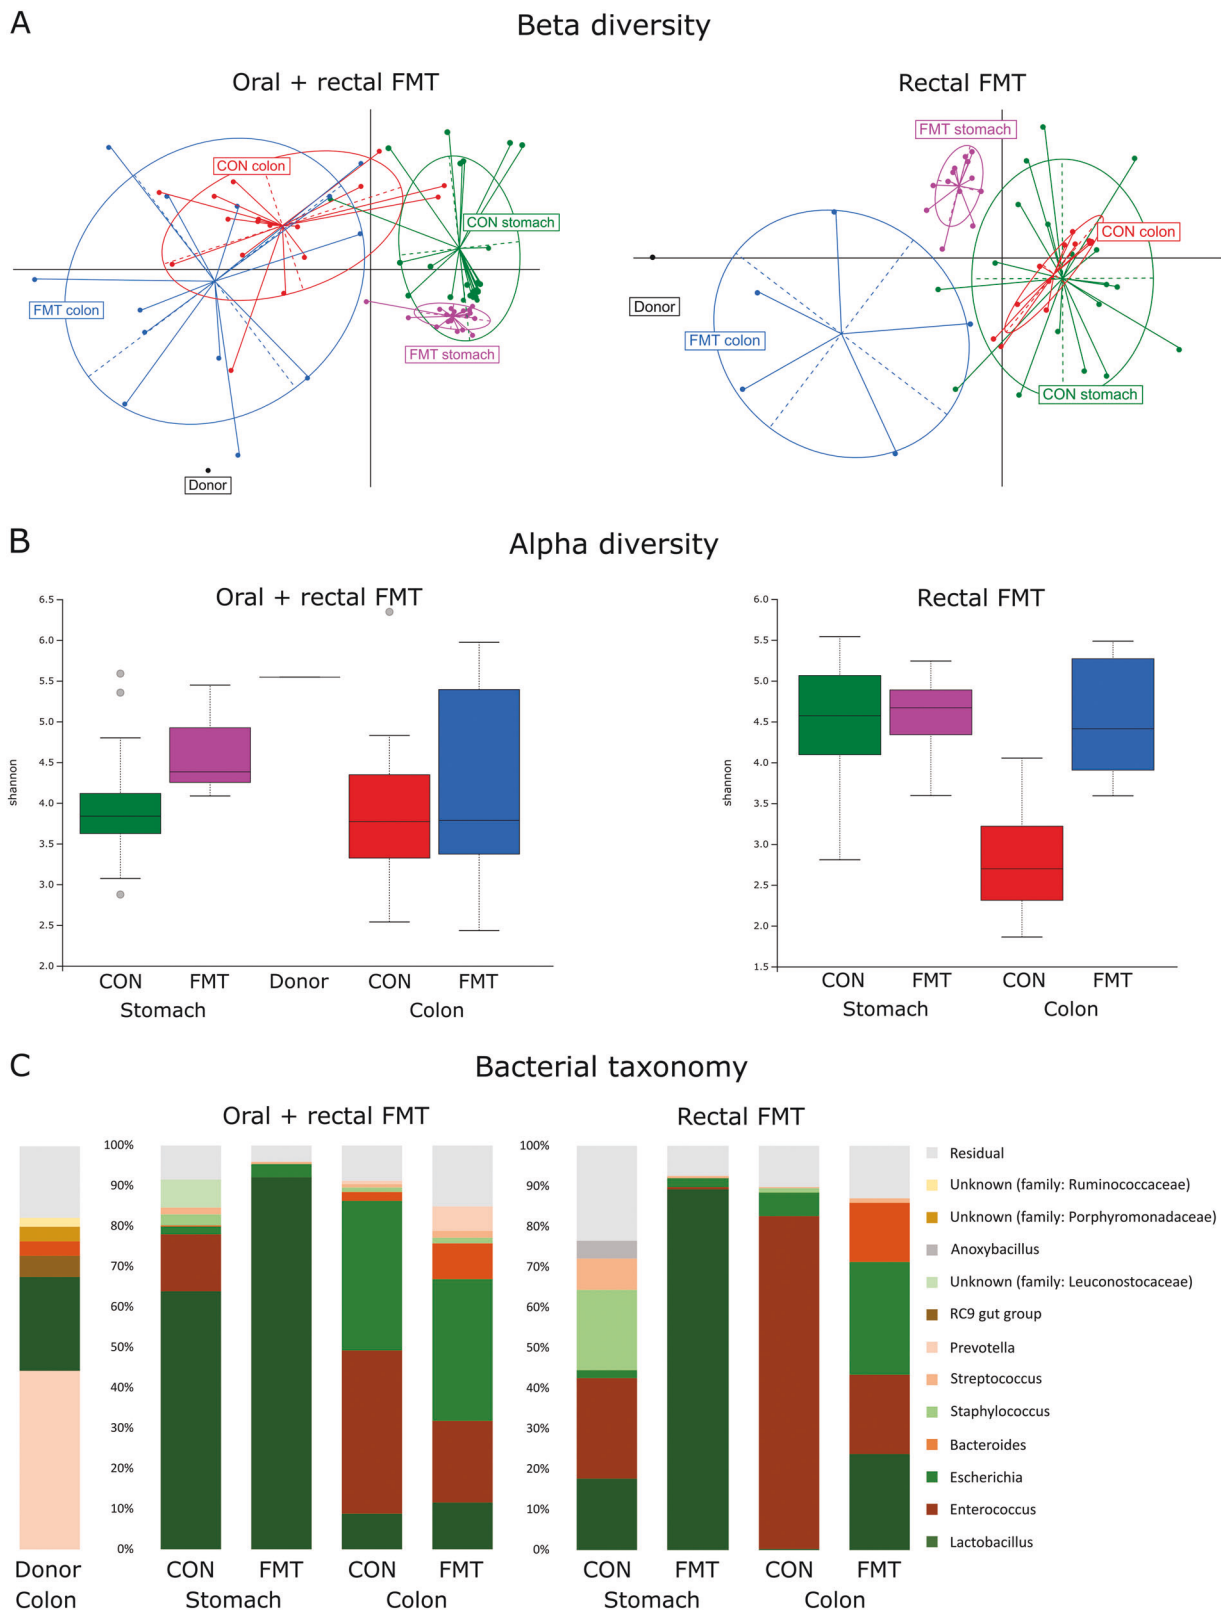 A
Beta diversity
Oral + rectal FMT
Rectal FMT
FMT stomach
CON colon
CON stomach
CON colon
FMT colon
Donor
FMT colon
FMT stomach
CON stomach
Donor
B
Alpha diversity
Oral + rectal FMT
Rectal FMT
6.5
6.0
5.5
5.0
4.5
4.0
3.5
3.0
2.5
2.0
shannon
CON FMT Donor CON FMT
Stomach Colon
6.0
5.5
5.0
4.5
4.0
3.5
3.0
2.5
2.0
1.5
shannon
CON FMT CON FMT
Stomach Colon
C
Bacterial taxonomy
Oral + rectal FMT
Rectal FMT
100%
90%
80%
70%
60%
50%
40%
30%
20%
10%
0%
100%
90%
80%
70%
60%
50%
40%
30%
20%
10%
0%
Residual
Unknown (family: Ruminococcaceae)
Unknown (family: Porphyromonadaceae)
Anoxybacillus
Unknown (family: Leuconostocaceae)
RC9 gut group
Prevotella
Streptococcus
Staphylococcus
Bacteroides
Escherichia
Enterococcus
Lactobacillus
Donor CON FMT CON FMT CON FMT CON FMT
Colon Stomach Colon Stomach Colon